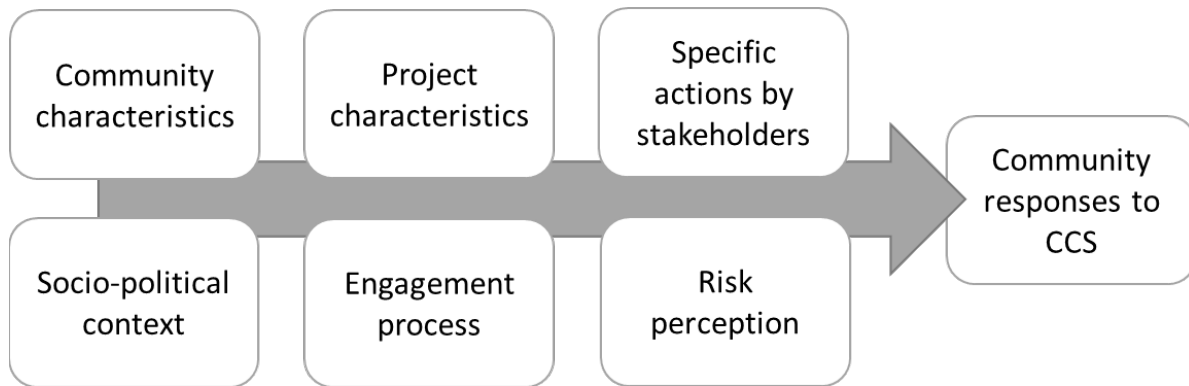 Community
characteristics
Project
characteristics
Specific
actions by
stakeholders
Community
responses to
CCS
Socio-political
context
Engagement
process
Risk
perception